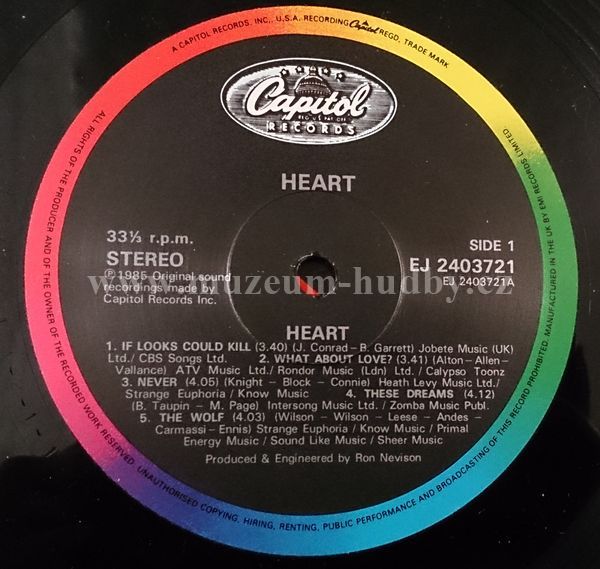 A CAPITOL RECORDS, INC., U.S.A. RECORDING Capitol REGD. TRADE MARK
Capitol
RECORDS
HEART
33⅓ r.p.m.
STEREO
℗1985 Original sound
recordings made by
Capitol Records Inc.
SIDE 1
EJ 2403721
EJ 2403721A
www.muzeum-hudby.cz
HEART
1. IF LOOKS COULD KILL (3.40) (J. Conrad–B. Garrett) Jobete Music (UK)
Ltd./ CBS Songs Ltd. 2. WHAT ABOUT LOVE? (3.41) (Alton–Allen–
Vallance) ATV Music Ltd./ Rondor Music (Ldn) Ltd. / Calypso Toonz
3. NEVER (4.05) (Knight – Block – Connie) Heath Levy Music Ltd./
Strange Euphoria / Know Music 4. THESE DREAMS (4.12)
(B. Taupin – M. Page) Intersong Music Ltd. / Zomba Music Publ.
5. THE WOLF (4.03) (Wilson – Wilson – Leese – Andes –
Carmassi – Ennis) Strange Euphoria / Know Music / Primal
Energy Music / Sound Like Music / Sheer Music
Produced & Engineered by Ron Nevison
ALL RIGHTS OF THE PRODUCER AND OF THE OWNER OF THE RECORDED WORK RESERVED. UNAUTHORISED COPYING, HIRING, RENTING, PUBLIC PERFORMANCE AND BROADCASTING OF THIS RECORD PROHIBITED. MANUFACTURED IN THE UK BY EMI RECORDS LIMITED